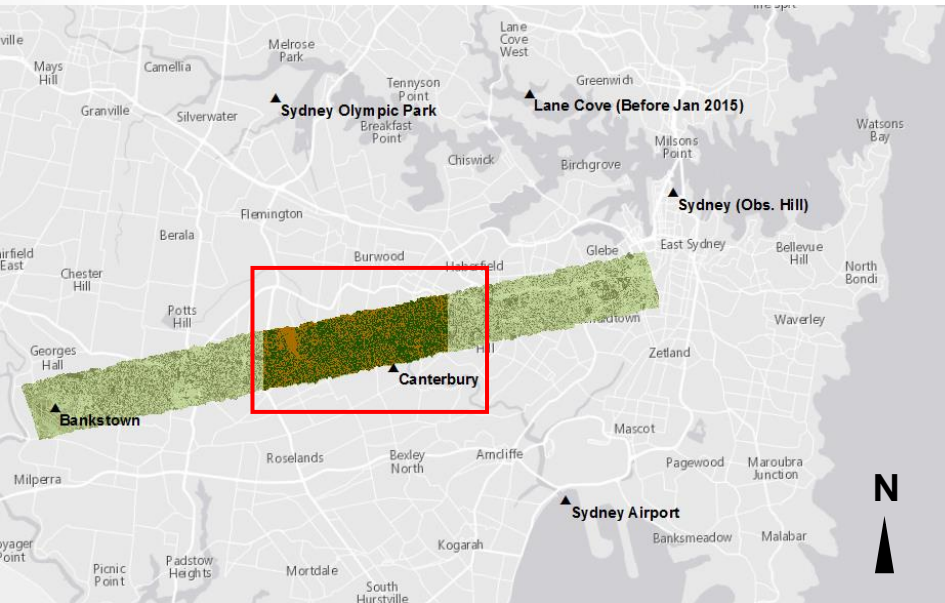 ville
Lane
Cove
West
Melrose
Park
Mays
Hill
Camellia
Tennyson
Point
Greenwich
Sydney Olympic Park
Lane Cove (Before Jan 2015)
Granville
Silverwater
Breakfast
Point
Watsons
Bay
Milsons
Point
Chiswick
Birchgrove
Sydney (Obs. Hill)
Flemington
Berala
East Sydney
Glebe
Bellevue
Hill
Burwood
Haberfield
East
Chester
Hill
North
Bondi
Potts
Hill
Waverley
Georges
Hall
Hill
Zetland
Canterbury
Bankstown
Mascot
Roselands
Bexley
North
Arncliffe
Pagewood
Maroubra
Junction
Milperra
N
Sydney Airport
Banksmeadow
Malabar
Kogarah
Point
Padstow
Heights
Picnic
Point
Mortdale
South
Hurstville